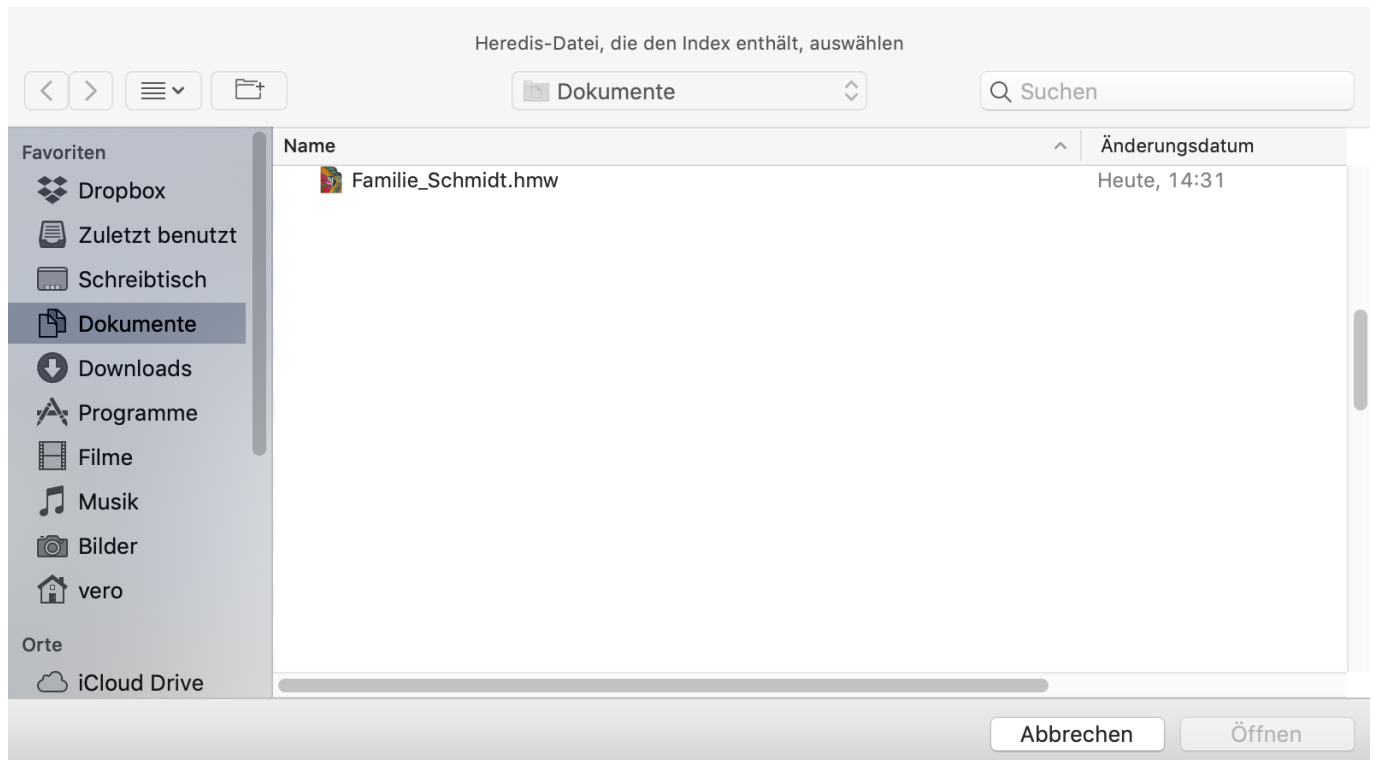 Heredis-Datei, die den Index enthält, auswählen
Dokumente
Suchen
Favoriten
Dropbox
Zuletzt benutzt
Schreibtisch
Dokumente
Downloads
Programme
Filme
Musik
Bilder
vero
Orte
iCloud Drive
Name Änderungsdatum
Familie_Schmidt.hmw Heute, 14:31
Abbrechen Öffnen